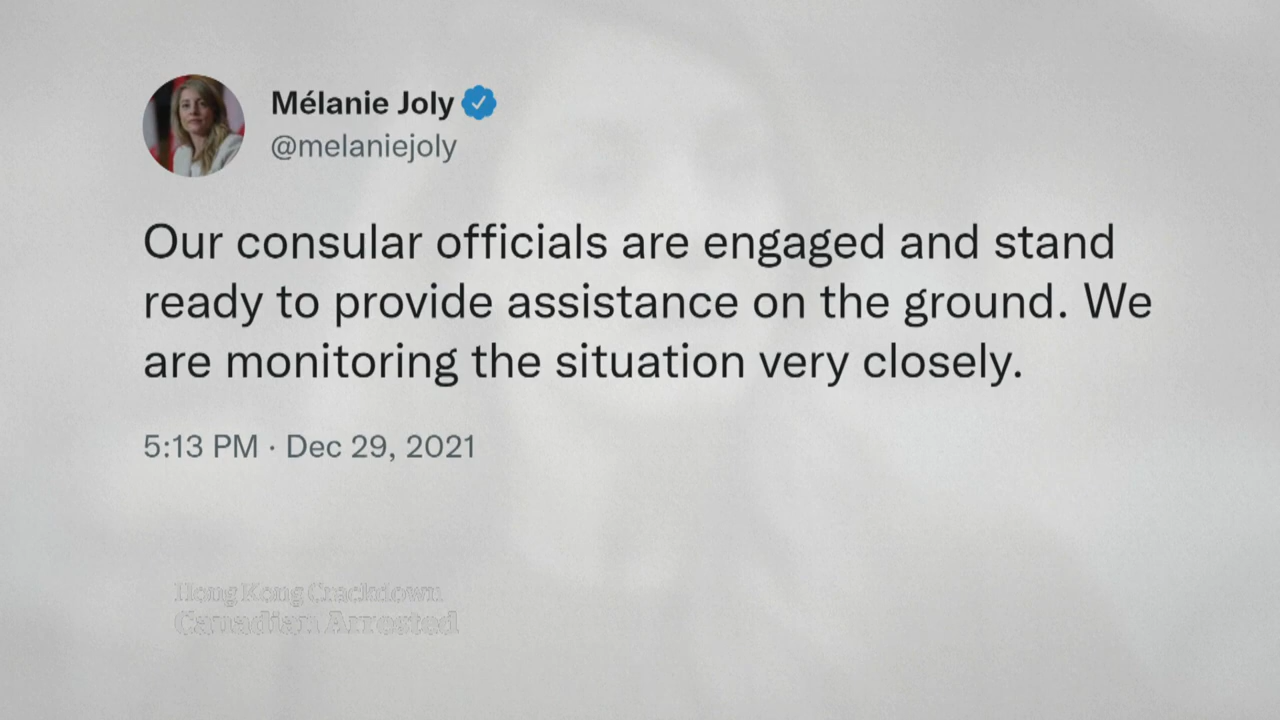 Mélanie Joly
@melaniejoly
Our consular officials are engaged and stand
ready to provide assistance on the ground. We
are monitoring the situation very closely.
5:13 PM · Dec 29, 2021
Hong Kong Crackdown
Canadian Arrested